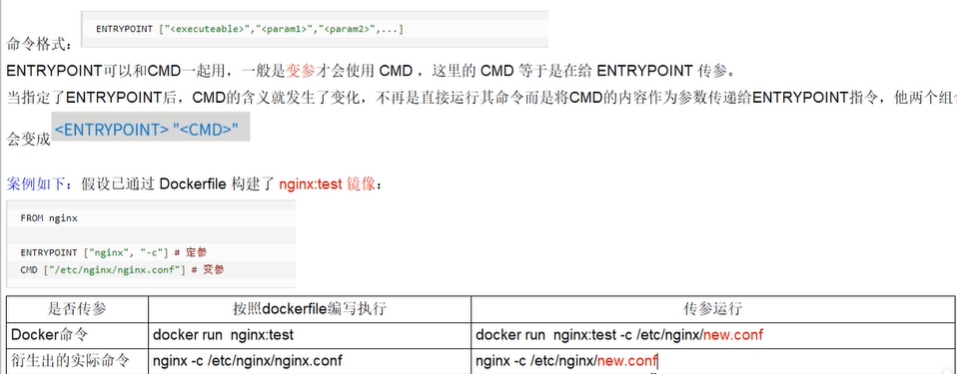 命令格式: ENTRYPOINT ["<executeable>","<param1>","<param2>",...]
ENTRYPOINT可以和CMD一起用，一般是变参才会使用 CMD ，这里的 CMD 等于是在给 ENTRYPOINT 传参。
当指定了ENTRYPOINT后，CMD的含义就发生了变化，不再是直接运行其命令而是将CMD的内容作为参数传递给ENTRYPOINT指令，他两个组
会变成 <ENTRYPOINT> "<CMD>"
案例如下：假设已通过 Dockerfile 构建了 nginx:test 镜像：
FROM nginx
ENTRYPOINT ["nginx", "-c"] # 定参
CMD ["/etc/nginx/nginx.conf"] # 变参
是否传参 按照dockerfile编写执行 传参运行
Docker命令 docker run nginx:test docker run nginx:test -c /etc/nginx/new.conf
衍生出的实际命令 nginx -c /etc/nginx/nginx.conf nginx -c /etc/nginx/new.conf